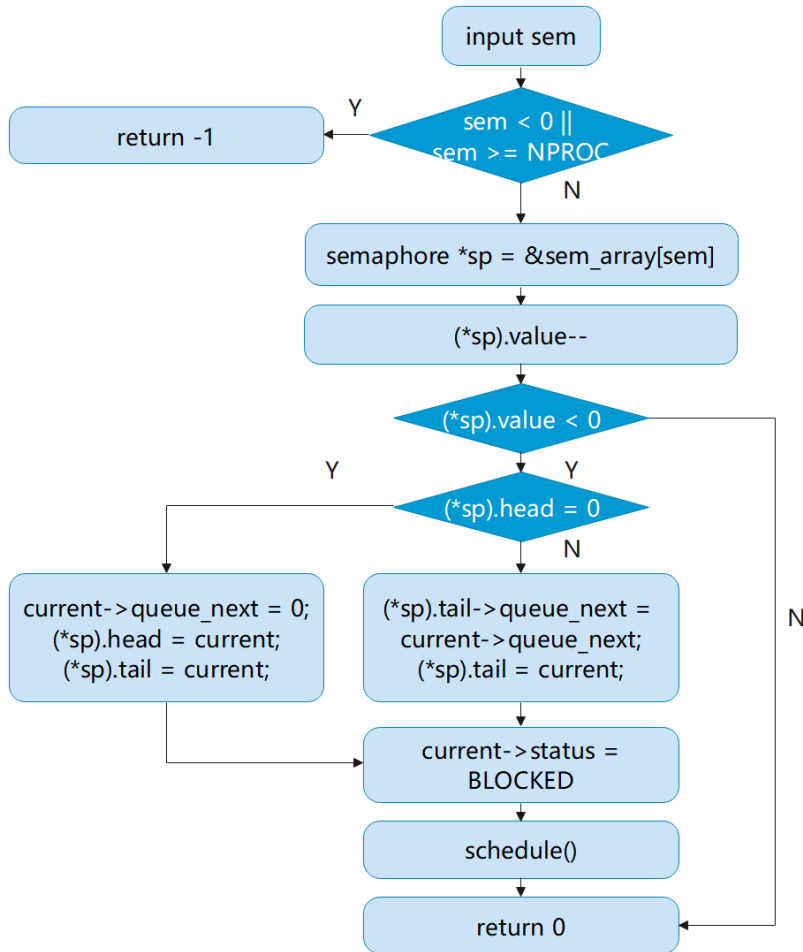 input sem
Y
sem < 0 ||
sem >= NPROC
return -1
N
semaphore *sp = &sem_array[sem]
(*sp).value--
(*sp).value < 0
Y
Y
(*sp).head = 0
N
current->queue_next = 0;
(*sp).head = current;
(*sp).tail = current;
(*sp).tail->queue_next =
current->queue_next;
(*sp).tail = current;
N
current->status =
BLOCKED
schedule()
return 0